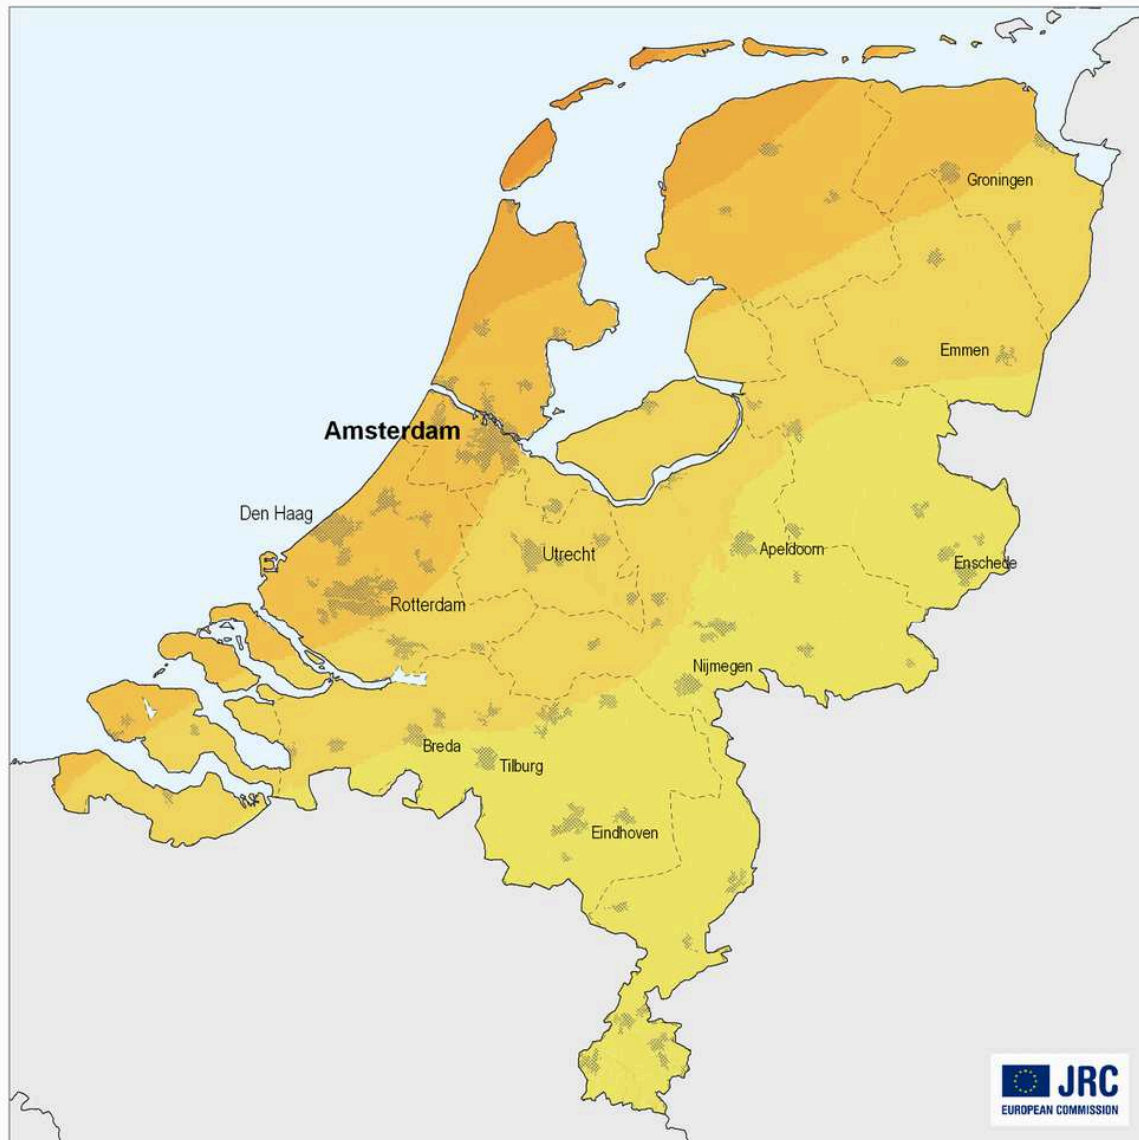 Groningen
Emmen
Amsterdam
Den Haag
Utrecht
Apeldoorn
Enschede
Rotterdam
Nijmegen
Breda
Tilburg
Eindhoven
JRC
EUROPEAN COMMISSION